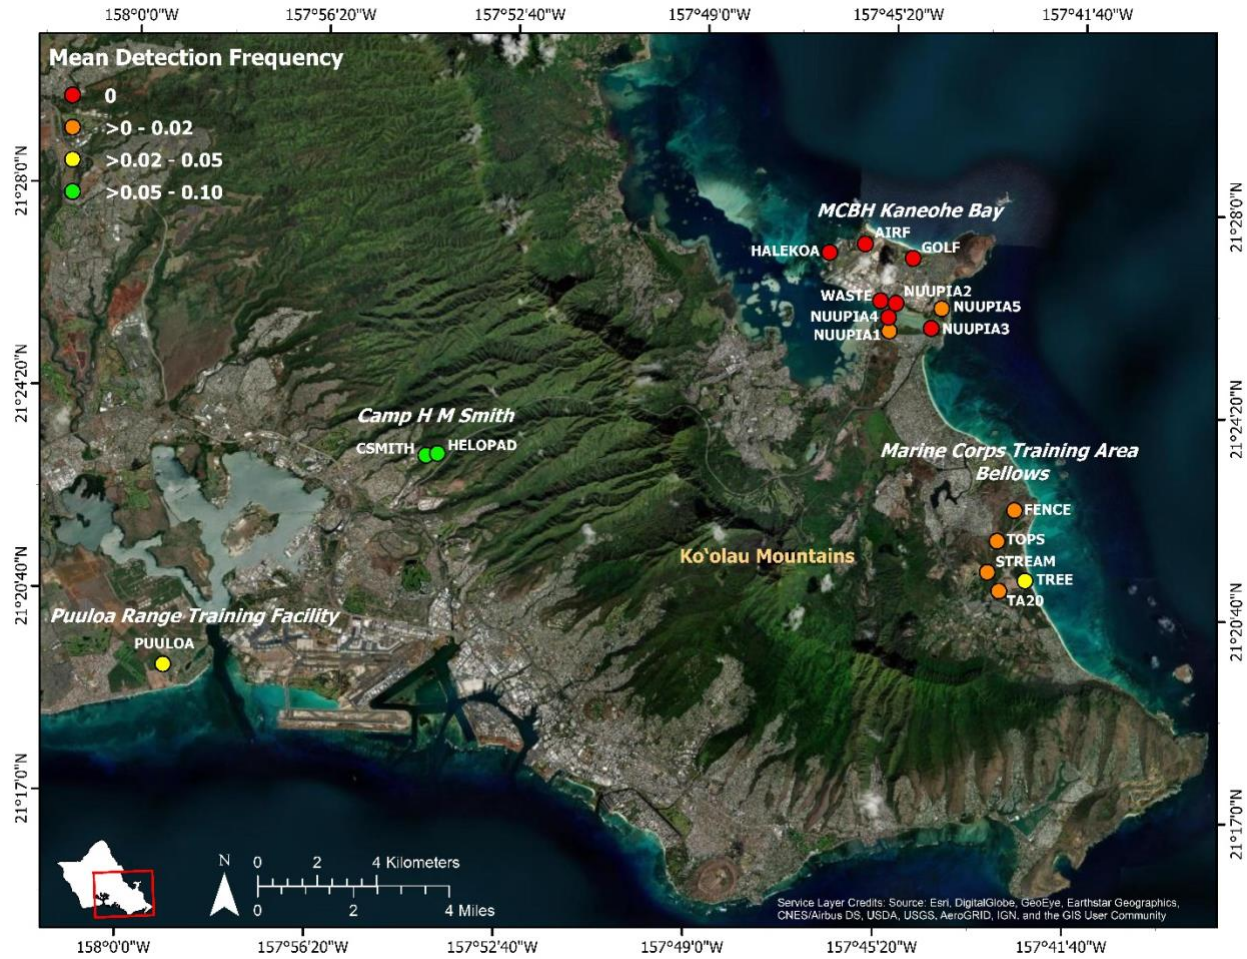 158°0'0"W 157°56'20"W 157°52'40"W 157°49'0"W 157°45'20"W 157°41'40"W
Mean Detection Frequency
0
>0 - 0.02
>0.02 - 0.05
>0.05 - 0.10
21°28'0"N
21°28'0"N
MCBH Kaneohe Bay
AIRF
HALEKOA
GOLF
WASTE
NUUPIA2
NUUPIA5
NUUPIA4
NUUPIA3
NUUPIA1
21°24'20"N
21°24'20"N
Camp H M Smith
CSMITH
HELOPAD
Marine Corps Training Area
Bellows
FENCE
TOPS
STREAM
TREE
TA20
Ko‘olau Mountains
21°20'40"N
21°20'40"N
Puuloa Range Training Facility
PUULOA
21°17'0"N
21°17'0"N
N
0 2 4 Kilometers
0 2 4 Miles
Service Layer Credits: Source: Esri, DigitalGlobe, GeoEye, Earthstar Geographics,
CNES/Airbus DS, USDA, USGS, AeroGRID, IGN, and the GIS User Community
158°0'0"W 157°56'20"W 157°52'40"W 157°49'0"W 157°45'20"W 157°41'40"W